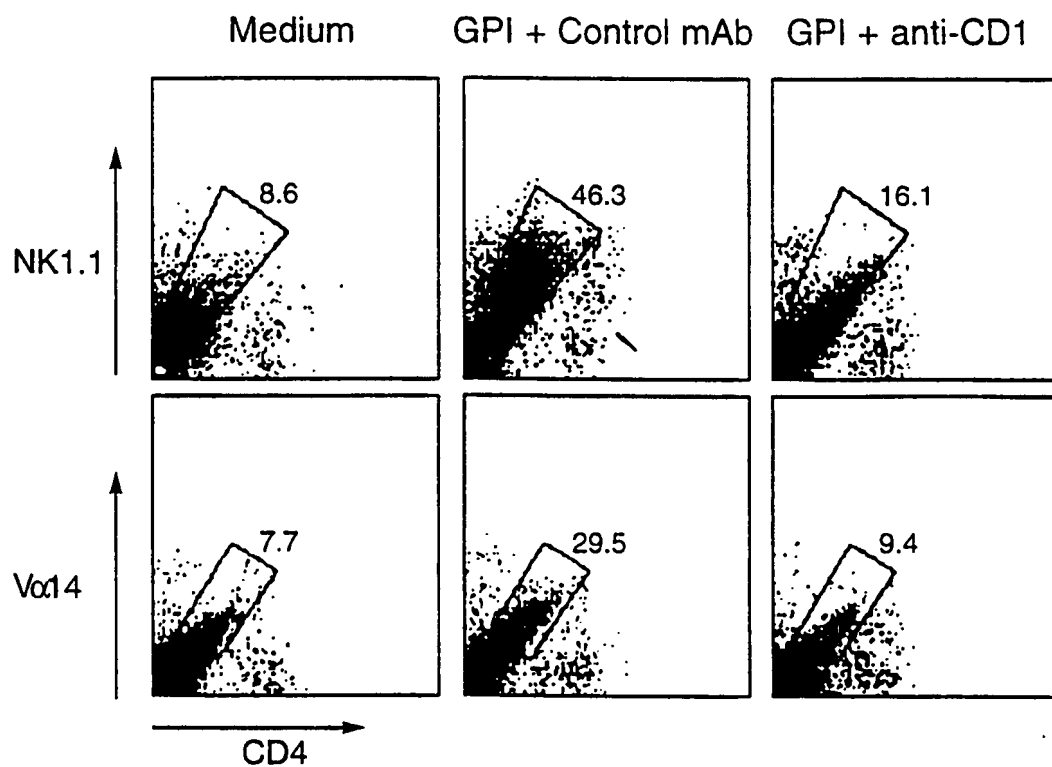 Medium
GPI + Control mAb
GPI + anti-CD1
NK1.1
8.6
46.3
16.1
Vα14
7.7
29.5
9.4
CD4